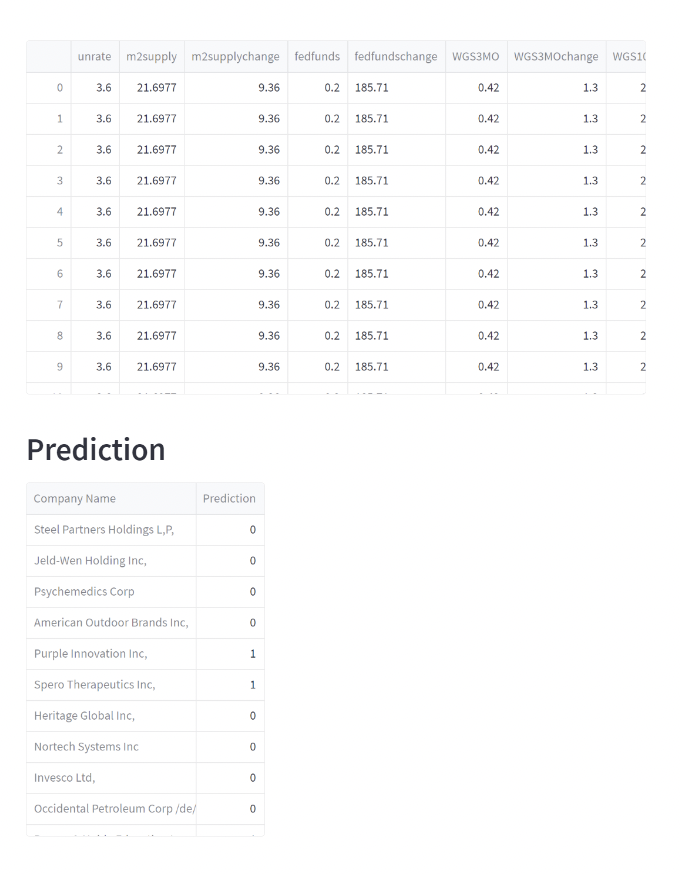 unrate m2supply m2supplychange fedfunds fedfundschange WGS3MO WGS3MOchange WGS10
0 3.6 21.6977 9.36 0.2 185.71 0.42 1.3 2
1 3.6 21.6977 9.36 0.2 185.71 0.42 1.3 2
2 3.6 21.6977 9.36 0.2 185.71 0.42 1.3 2
3 3.6 21.6977 9.36 0.2 185.71 0.42 1.3 2
4 3.6 21.6977 9.36 0.2 185.71 0.42 1.3 2
5 3.6 21.6977 9.36 0.2 185.71 0.42 1.3 2
6 3.6 21.6977 9.36 0.2 185.71 0.42 1.3 2
7 3.6 21.6977 9.36 0.2 185.71 0.42 1.3 2
8 3.6 21.6977 9.36 0.2 185.71 0.42 1.3 2
9 3.6 21.6977 9.36 0.2 185.71 0.42 1.3 2
Prediction
Company Name Prediction
Steel Partners Holdings L,P, 0
Jeld-Wen Holding Inc, 0
Psychemedics Corp 0
American Outdoor Brands Inc, 0
Purple Innovation Inc, 1
Spero Therapeutics Inc, 1
Heritage Global Inc, 0
Nortech Systems Inc 0
Invesco Ltd, 0
Occidental Petroleum Corp /de/ 0